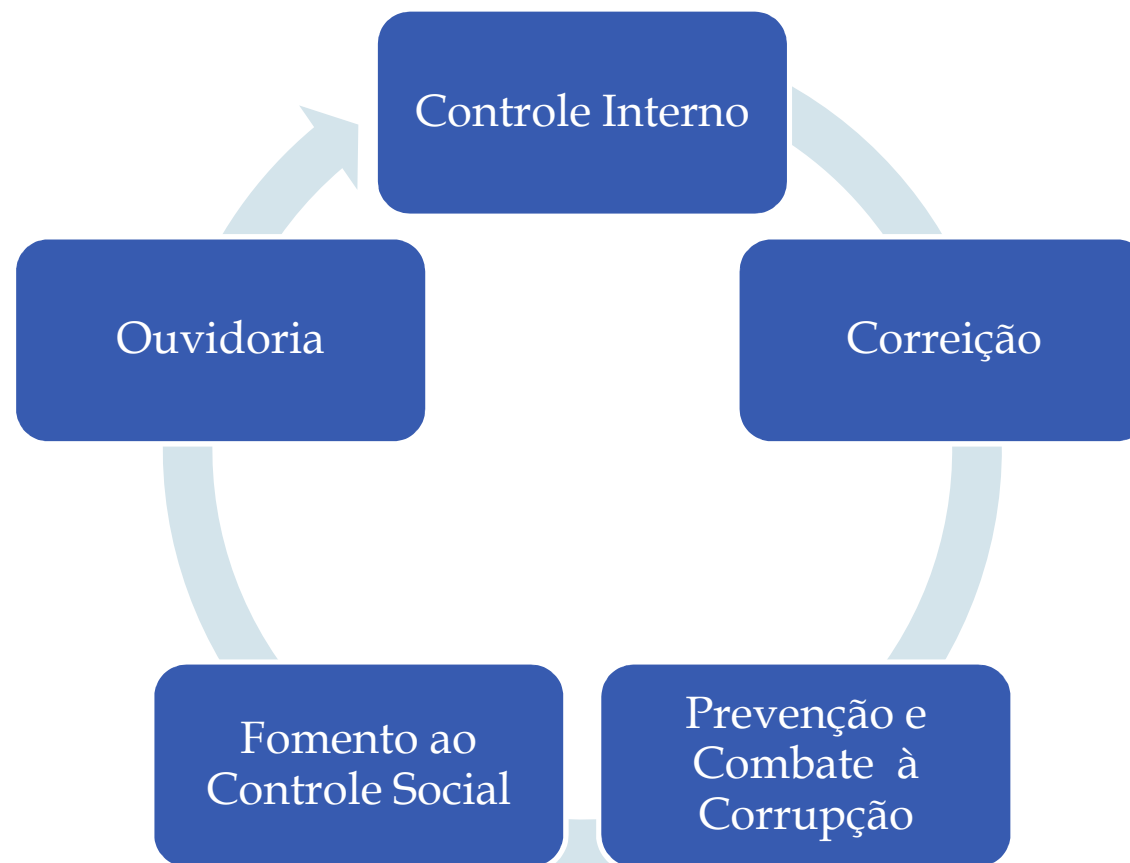 Controle Interno
Correição
Prevenção e
Combate à
Corrupção
Fomento ao
Controle Social
Ouvidoria